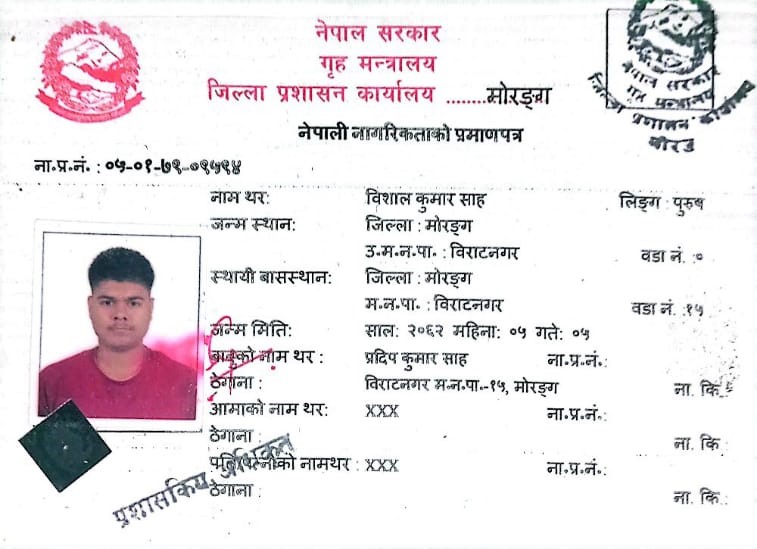 नेपाल सरकार
गृह मन्त्रालय
जिल्ला प्रशासन कार्यालय ........मोरङ्ग
नेपाल सरकार
गृह मन्त्रालय
जिल्ला प्रशासन कार्यालय
मोरङ
नेपाली नागरिकताको प्रमाणपत्र
ना.प्र.नं. : ०५-०१-७९-०९५९४
नाम थर: विशाल कुमार साह लिङ्ग : पुरुष
जन्म स्थान: जिल्ला : मोरङ्ग
उ.म.न.पा. : विराटनगर वडा नं. :०
स्थायी बासस्थान: जिल्ला : मोरङ्ग
म.न.पा. : विराटनगर वडा नं. :१५
जन्म मिति: साल: २०६२ महिना: ०५ गते: ०५
बाबुको नाम थर : प्रदिप कुमार साह ना.प्र.नं.:
ठेगाना : विराटनगर म.न.पा.-१५, मोरङ्ग ना. कि.:
आमाको नाम थर: XXX ना.प्र.नं.:
ठेगाना : ना. कि :
पति/पत्नीको नामथर : XXX ना.प्र.नं.:
ठेगाना : ना. कि.:
प्रशासकिय अधिकृत